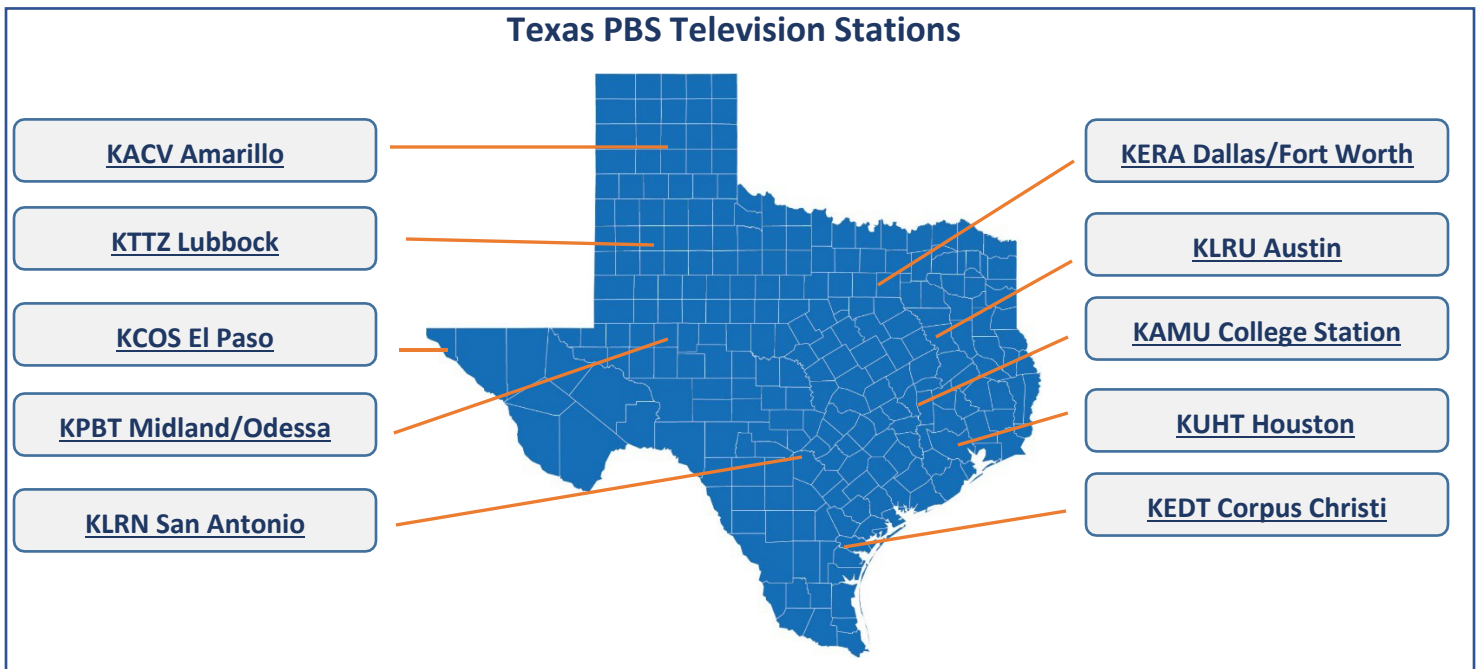 Texas PBS Television Stations
KACV Amarillo
KTTZ Lubbock
KCOS El Paso
KPBT Midland/Odessa
KLRN San Antonio
KERA Dallas/Fort Worth
KLRU Austin
KAMU College Station
KUHT Houston
KEDT Corpus Christi